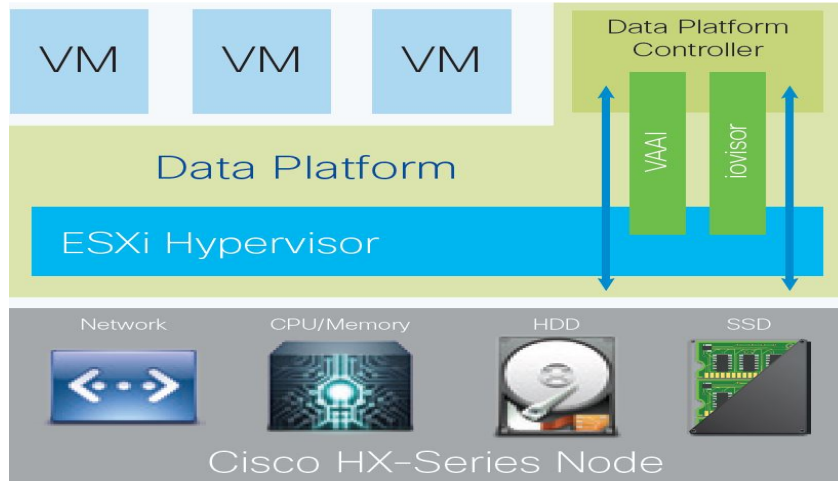 VM
VM
VM
Data Platform
Controller
VAAI
iovisor
Data Platform
ESXi Hypervisor
Network
CPU/Memory
HDD
SSD
Cisco HX-Series Node